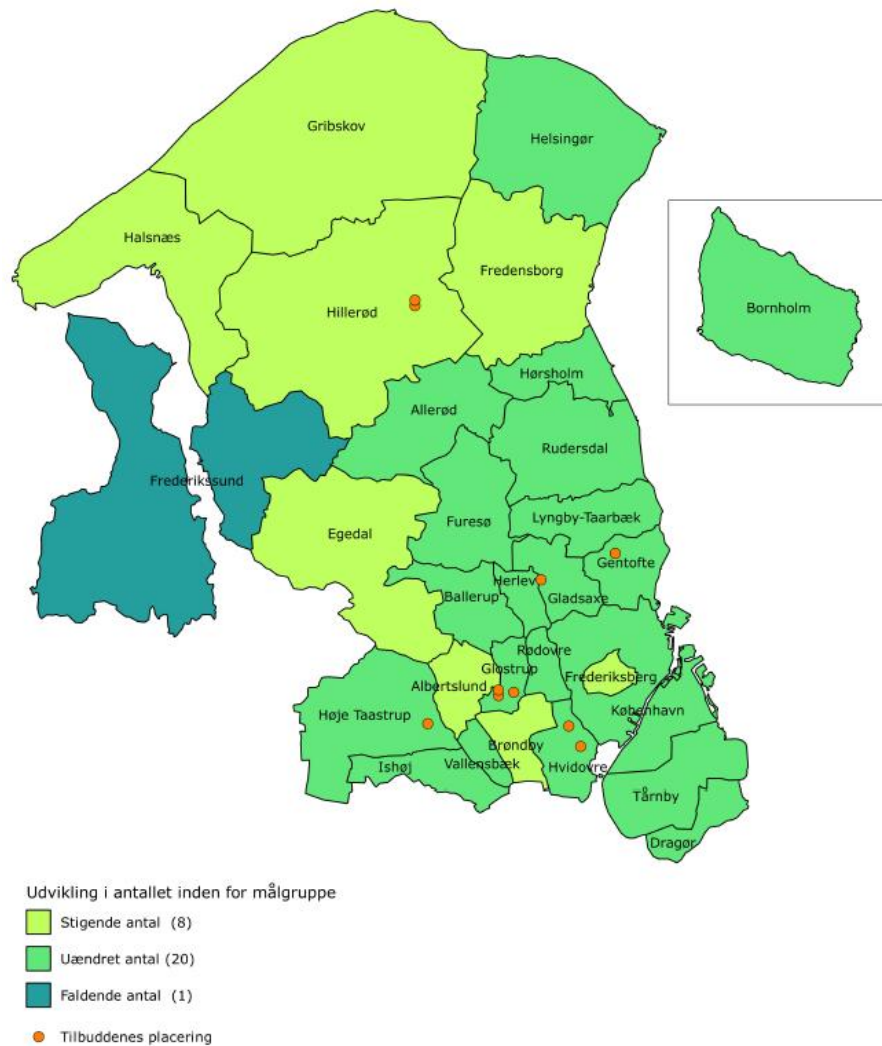 Gribskov
Helsingør
Halsnæs
Fredensborg
Hillerød
Bornholm
Hørsholm
Allerød
Rudersdal
Frederikssund
Furesø
Lyngby-Taarbæk
Egedal
Gentofte
Herlev
Ballerup
Gladsaxe
Rødovre
Glostrup
Frederiksberg
Albertslund
København
Høje Taastrup
Brøndby
Vallensbæk
Ishøj
Hvidovre
Tårnby
Dragør
Udvikling i antallet inden for målgruppe
Stigende antal (8)
Uændret antal (20)
Faldende antal (1)
Tilbuddenes placering